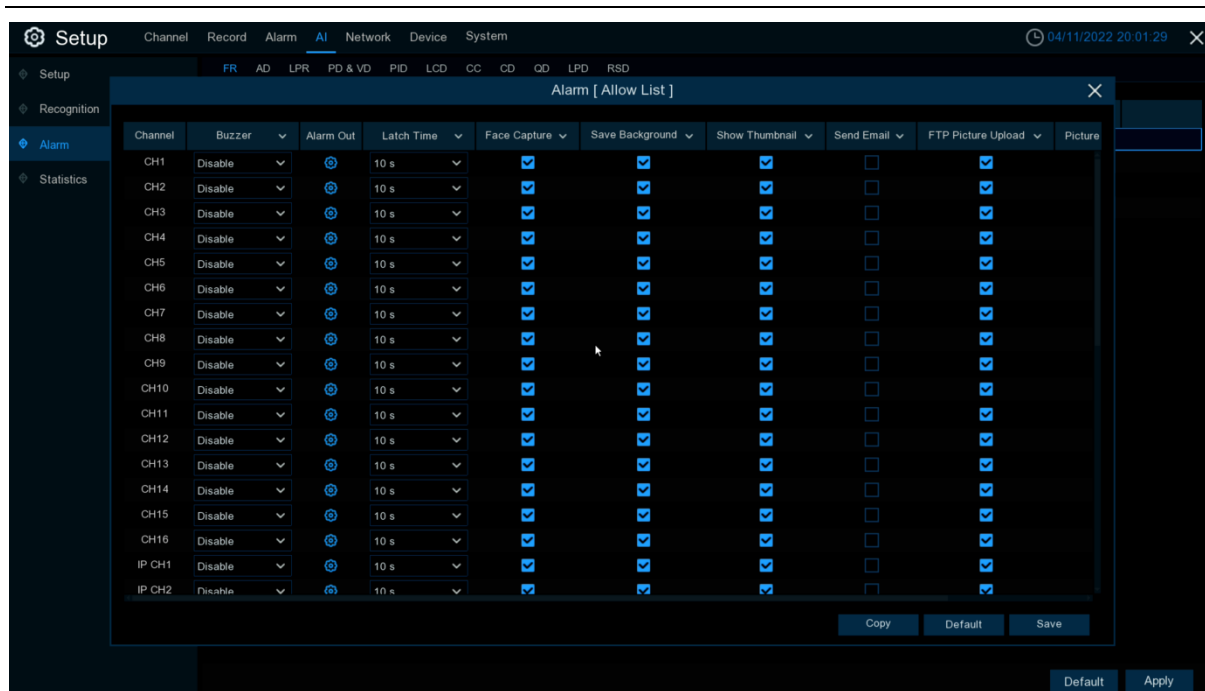 Setup Channel Record Alarm AI Network Device System 04/11/2022 20:01:29
Setup FR AD LPR PD & VD PID LCD CC CD QD LPD RSD
Alarm [ Allow List ]
Recognition
Channel Buzzer Alarm Out Latch Time Face Capture Save Background Show Thumbnail Send Email FTP Picture Upload Picture
Alarm
CH1 Disable 10 s
Statistics
CH2 Disable 10 s
CH3 Disable 10 s
CH4 Disable 10 s
CH5 Disable 10 s
CH6 Disable 10 s
CH7 Disable 10 s
CH8 Disable 10 s
CH9 Disable 10 s
CH10 Disable 10 s
CH11 Disable 10 s
CH12 Disable 10 s
CH13 Disable 10 s
CH14 Disable 10 s
CH15 Disable 10 s
CH16 Disable 10 s
IP CH1 Disable 10 s
IP CH2 Disable 10 s
Copy Default Save
Default Apply